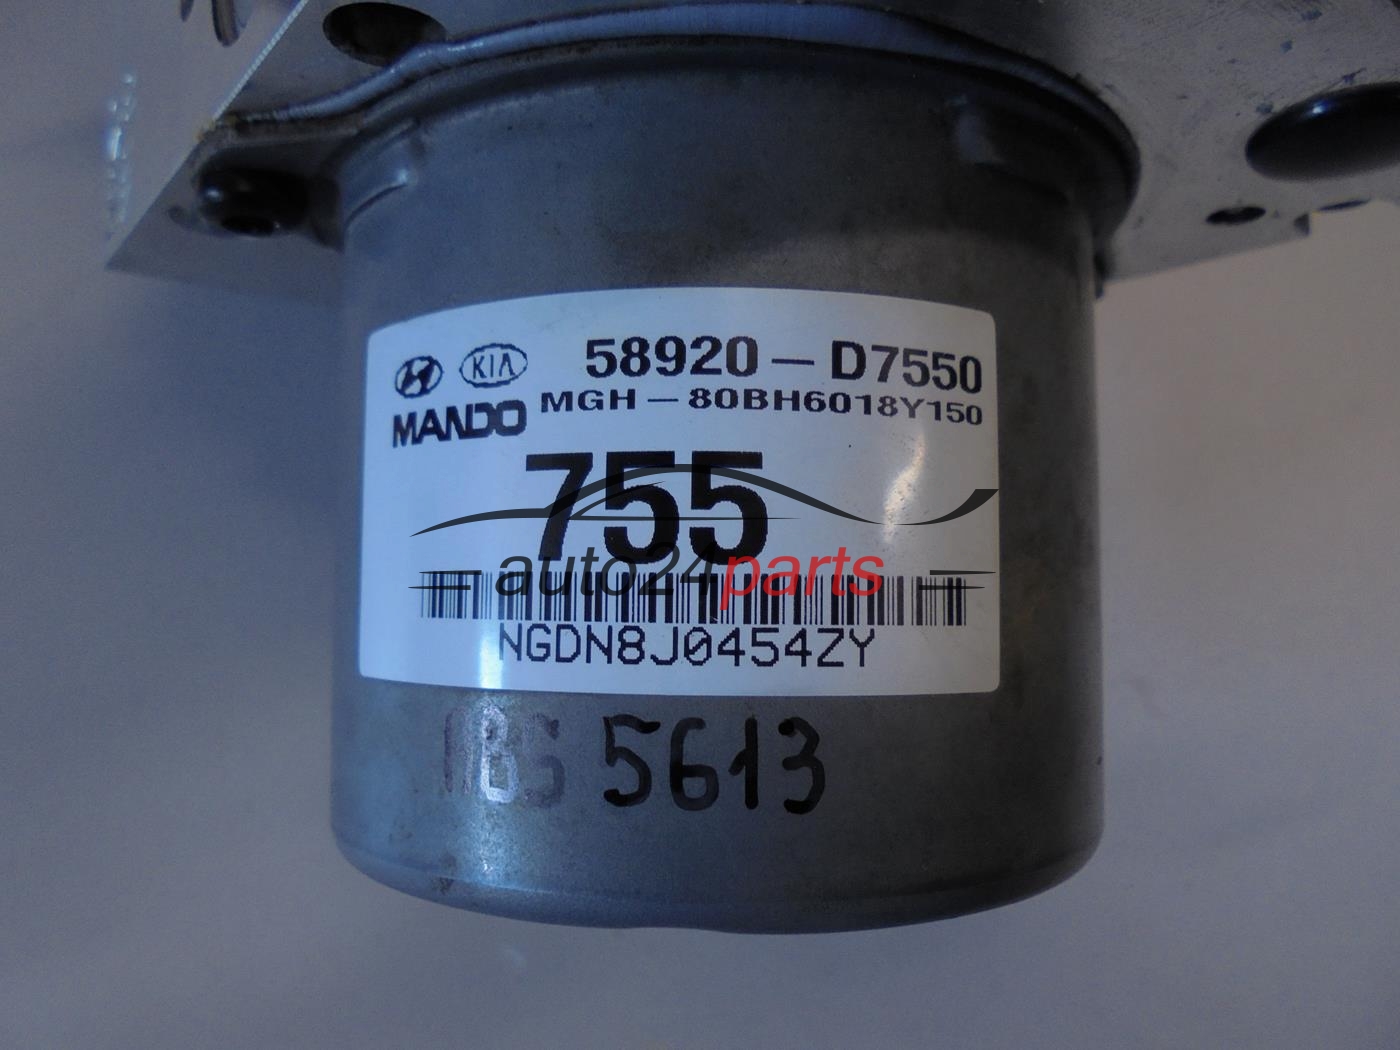 KIA 58920-D7550
MANDO MGH-80BH6018Y150
755
auto24parts
NGDN8J0454ZY
ABS 5613